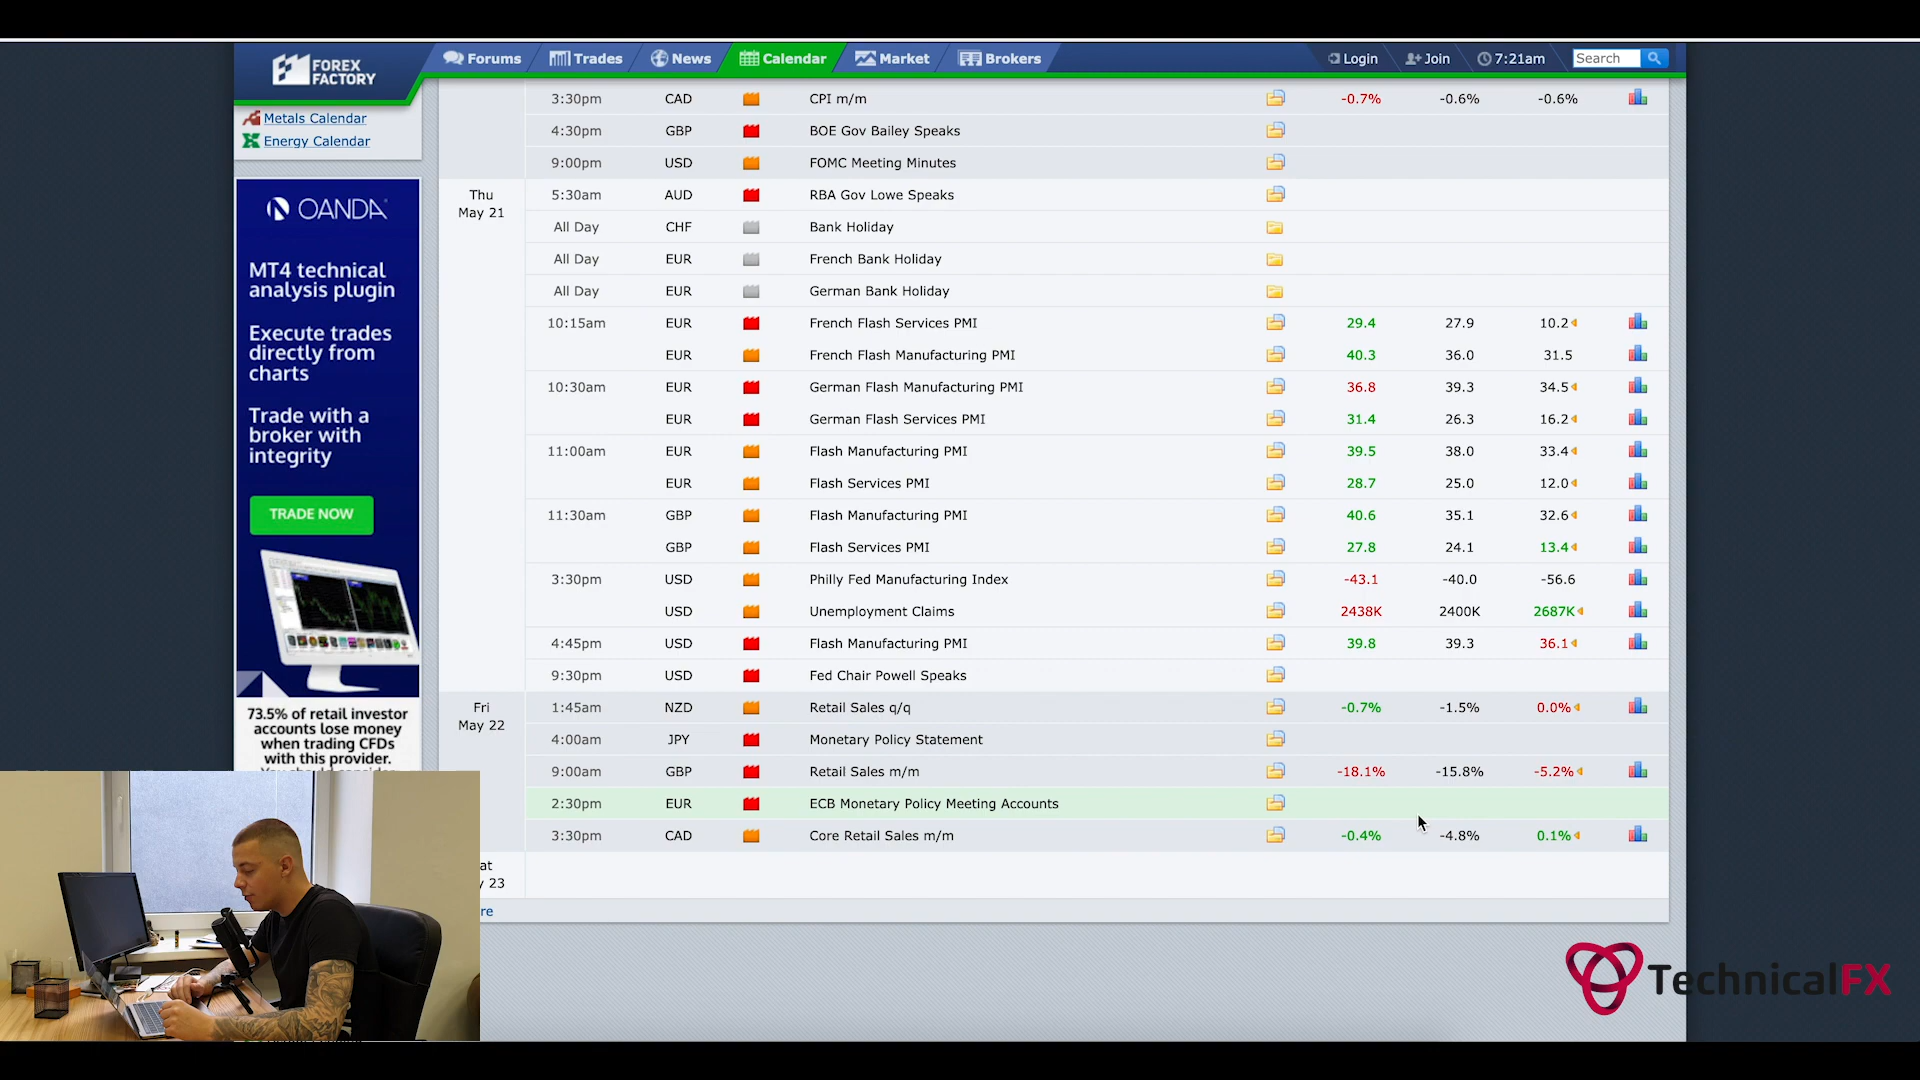 FOREX FACTORY
Forums
Trades
News
Calendar
Market
Brokers
Login
Join
7:21am
Search
Metals Calendar
Energy Calendar
OANDA
MT4 technical
analysis plugin
Execute trades
directly from
charts
Trade with a
broker with
integrity
TRADE NOW
73.5% of retail investor
accounts lose money
when trading CFDs
with this provider.
3:30pm CAD CPI m/m -0.7% -0.6% -0.6%
4:30pm GBP BOE Gov Bailey Speaks
9:00pm USD FOMC Meeting Minutes
Thu May 21 5:30am AUD RBA Gov Lowe Speaks
All Day CHF Bank Holiday
All Day EUR French Bank Holiday
All Day EUR German Bank Holiday
10:15am EUR French Flash Services PMI 29.4 27.9 10.2
EUR French Flash Manufacturing PMI 40.3 36.0 31.5
10:30am EUR German Flash Manufacturing PMI 36.8 39.3 34.5
EUR German Flash Services PMI 31.4 26.3 16.2
11:00am EUR Flash Manufacturing PMI 39.5 38.0 33.4
EUR Flash Services PMI 28.7 25.0 12.0
11:30am GBP Flash Manufacturing PMI 40.6 35.1 32.6
GBP Flash Services PMI 27.8 24.1 13.4
3:30pm USD Philly Fed Manufacturing Index -43.1 -40.0 -56.6
USD Unemployment Claims 2438K 2400K 2687K
4:45pm USD Flash Manufacturing PMI 39.8 39.3 36.1
9:30pm USD Fed Chair Powell Speaks
Fri May 22 1:45am NZD Retail Sales q/q -0.7% -1.5% 0.0%
4:00am JPY Monetary Policy Statement
9:00am GBP Retail Sales m/m -18.1% -15.8% -5.2%
2:30pm EUR ECB Monetary Policy Meeting Accounts
3:30pm CAD Core Retail Sales m/m -0.4% -4.8% 0.1%
at
y 23
re
TechnicalFX